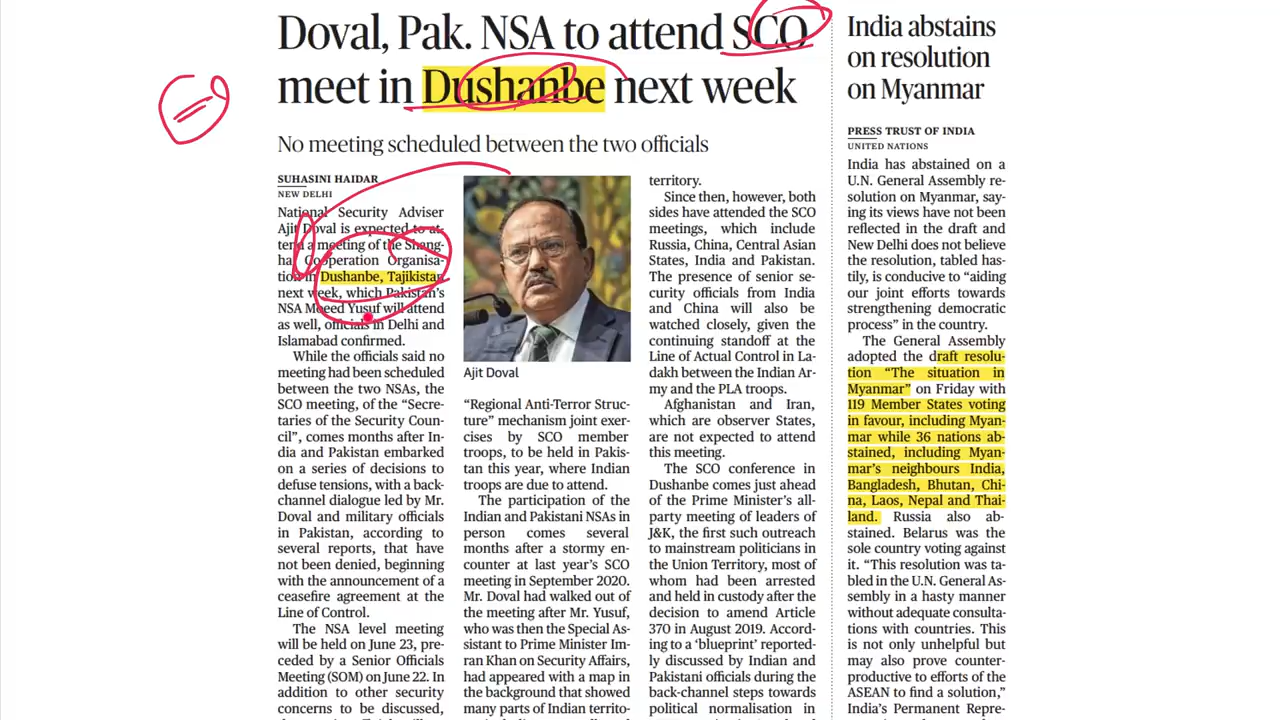 Doval, Pak. NSA to attend SCO
meet in Dushanbe next week
No meeting scheduled between the two officials
SUHASINI HAIDAR
NEW DELHI
National Security Adviser
Ajit Doval is expected to at-
tend a meeting of the Shang-
hai Cooperation Organisa-
tion in Dushanbe, Tajikistan
next week, which Pakistan's
NSA Moeed Yusuf will attend
as well, officials in Delhi and
Islamabad confirmed.
While the officials said no
meeting had been scheduled
between the two NSAs, the
SCO meeting, of the “Secre-
taries of the Security Coun-
cil”, comes months after In-
dia and Pakistan embarked
on a series of decisions to
defuse tensions, with a back-
channel dialogue led by Mr.
Doval and military officials
in Pakistan, according to
several reports, that have
not been denied, beginning
with the announcement of a
ceasefire agreement at the
Line of Control.
The NSA level meeting
will be held on June 23, pre-
ceded by a Senior Officials
Meeting (SOM) on June 22. In
addition to other security
concerns to be discussed,
Ajit Doval
“Regional Anti-Terror Struc-
ture” mechanism joint exer-
cises by SCO member
troops, to be held in Pakis-
tan this year, where Indian
troops are due to attend.
The participation of the
Indian and Pakistani NSAs in
person comes several
months after a stormy en-
counter at last year's SCO
meeting in September 2020.
Mr. Doval had walked out of
the meeting after Mr. Yusuf,
who was then the Special As-
sistant to Prime Minister Im-
ran Khan on Security Affairs,
had appeared with a map in
the background that showed
many parts of Indian territo-
territory.
Since then, however, both
sides have attended the SCO
meetings, which include
Russia, China, Central Asian
States, India and Pakistan.
The presence of senior se-
curity officials from India
and China will also be
watched closely, given the
continuing standoff at the
Line of Actual Control in La-
dakh between the Indian Ar-
my and the PLA troops.
Afghanistan and Iran,
which are observer States,
are not expected to attend
this meeting.
The SCO conference in
Dushanbe comes just ahead
of the Prime Minister's all-
party meeting of leaders of
J&K, the first such outreach
to mainstream politicians in
the Union Territory, most of
whom had been arrested
and held in custody after the
decision to amend Article
370 in August 2019. Accord-
ing to a ‘blueprint’ reported-
ly discussed by Indian and
Pakistani officials during the
back-channel steps towards
political normalisation in
India abstains
on resolution
on Myanmar
PRESS TRUST OF INDIA
UNITED NATIONS
India has abstained on a
U.N. General Assembly re-
solution on Myanmar, say-
ing its views have not been
reflected in the draft and
New Delhi does not believe
the resolution, tabled has-
tily, is conducive to “aiding
our joint efforts towards
strengthening democratic
process” in the country.
The General Assembly
adopted the draft resolu-
tion “The situation in
Myanmar” on Friday with
119 Member States voting
in favour, including Myan-
mar while 36 nations ab-
stained, including Myan-
mar's neighbours India,
Bangladesh, Bhutan, Chi-
na, Laos, Nepal and Thai-
land. Russia also ab-
stained. Belarus was the
sole country voting against
it. “This resolution was ta-
bled in the U.N. General As-
sembly in a hasty manner
without adequate consulta-
tions with countries. This
is not only unhelpful but
may also prove counter-
productive to efforts of the
ASEAN to find a solution,”
India's Permanent Repre-